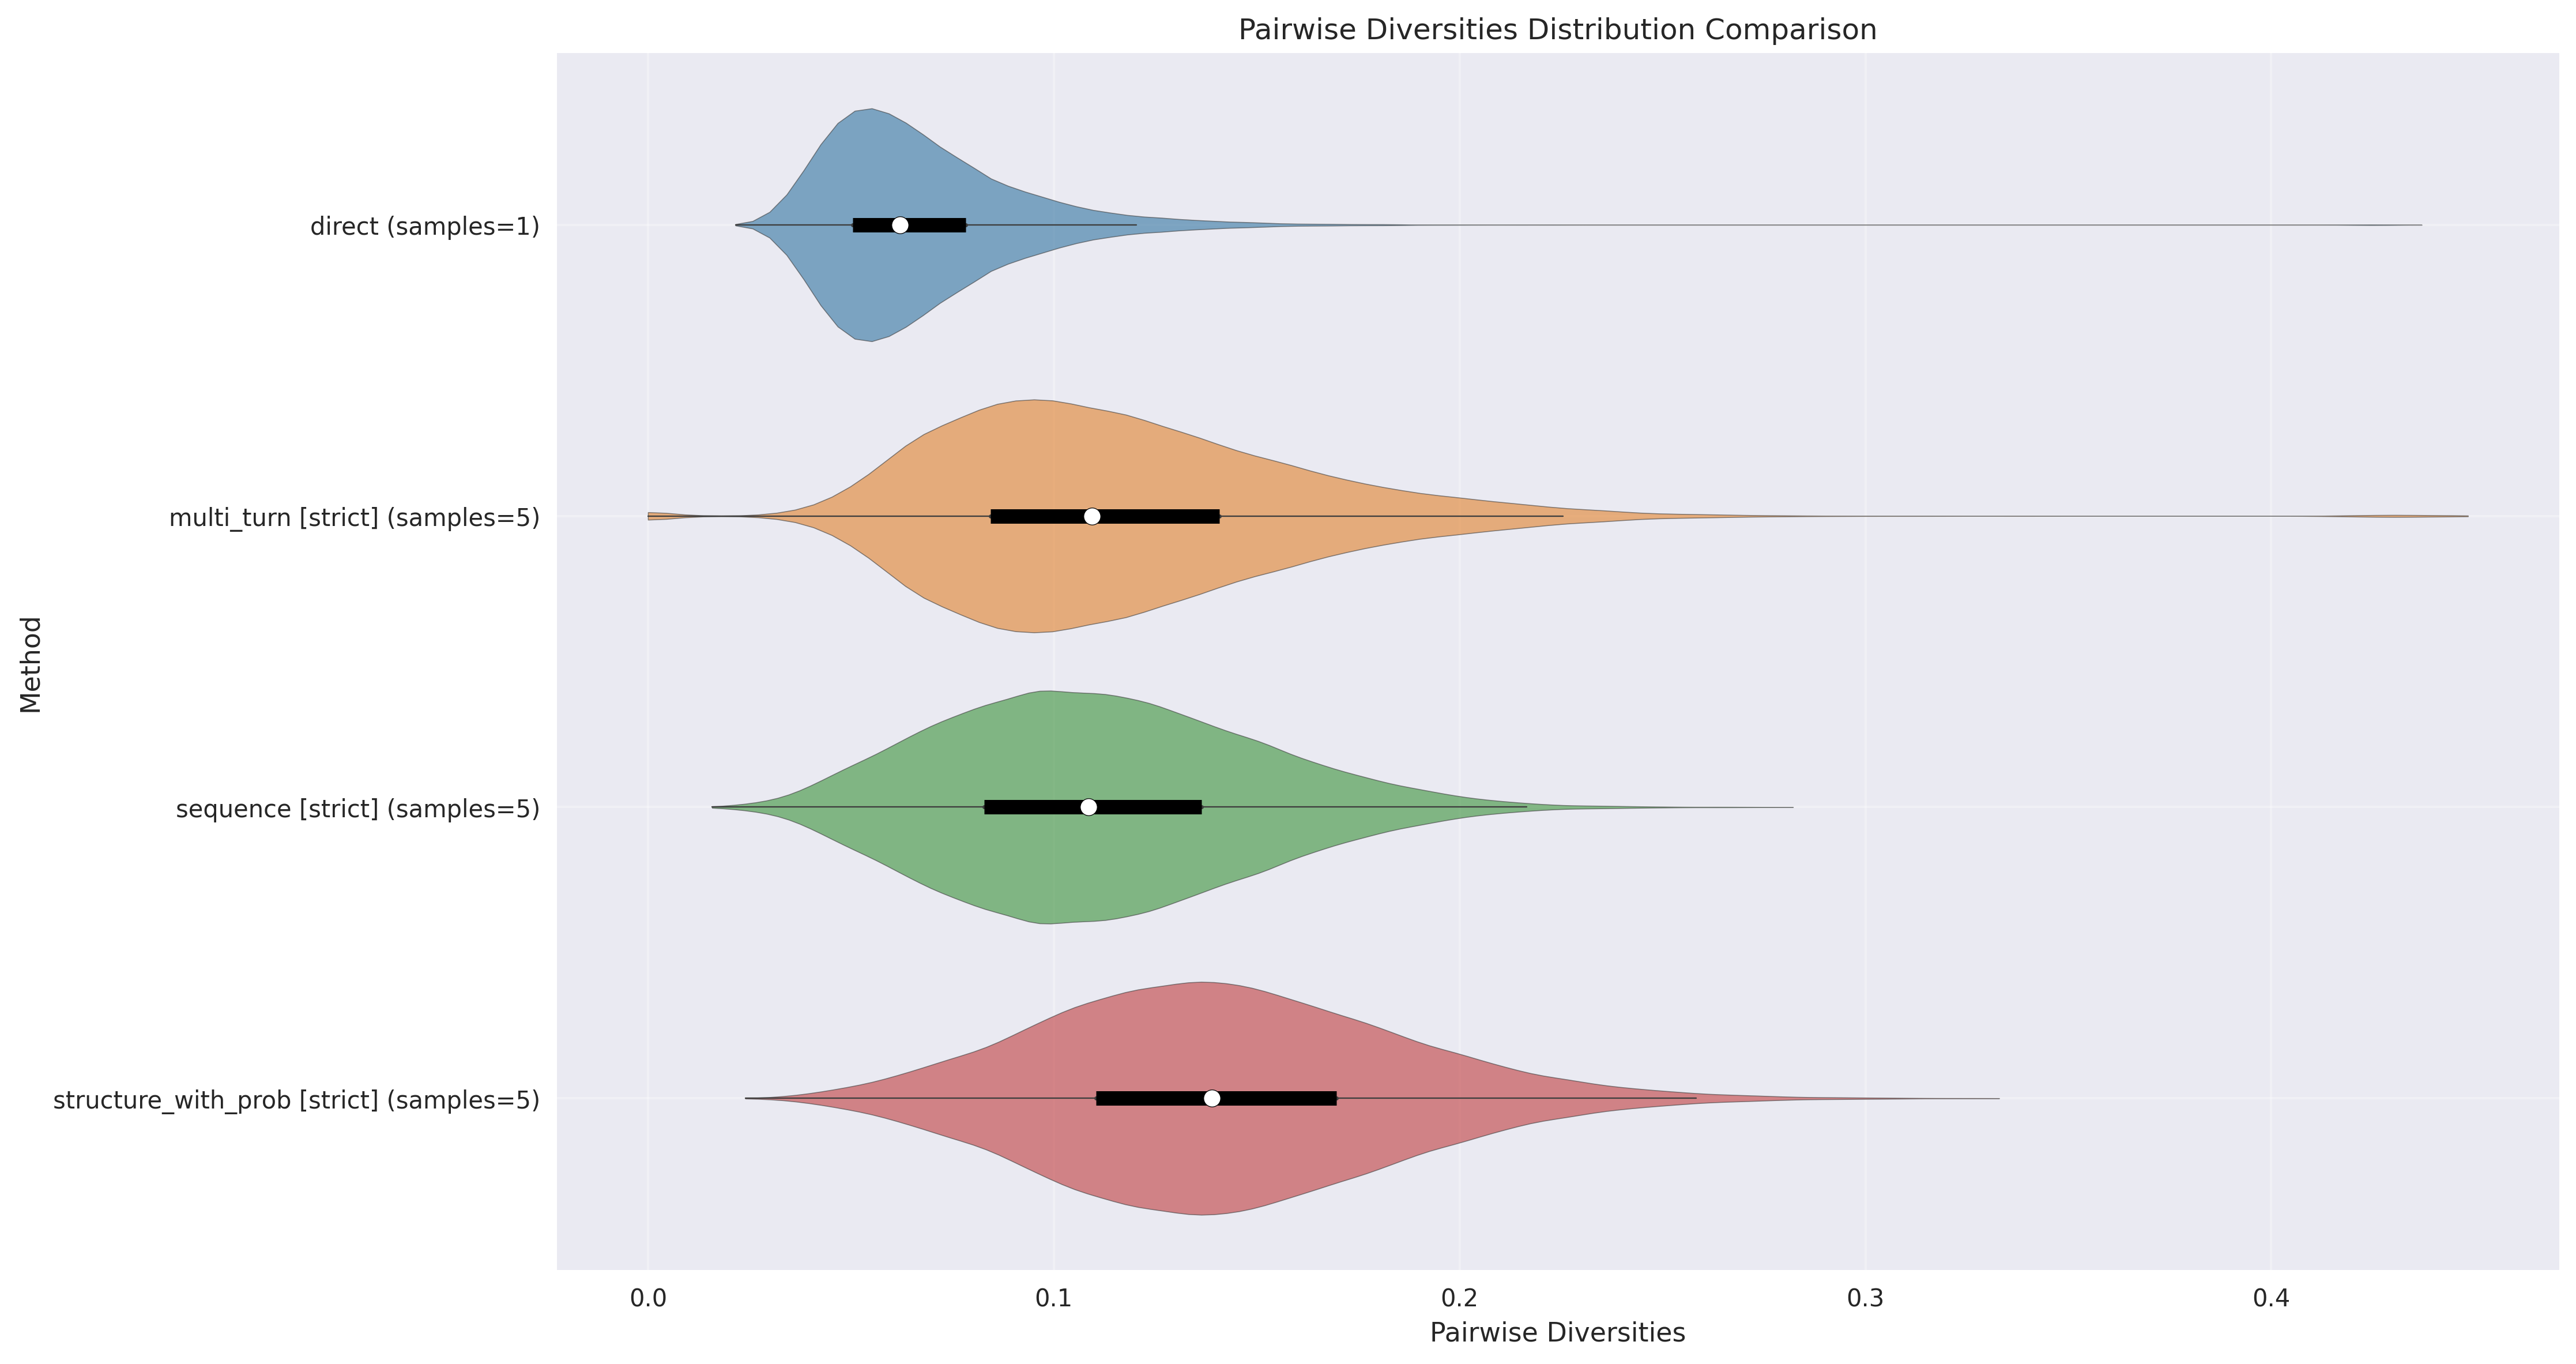 Pairwise Diversities Distribution Comparison
Method
direct (samples=1)
multi_turn [strict] (samples=5)
sequence [strict] (samples=5)
structure_with_prob [strict] (samples=5)
0.0 0.1 0.2 0.3 0.4
Pairwise Diversities